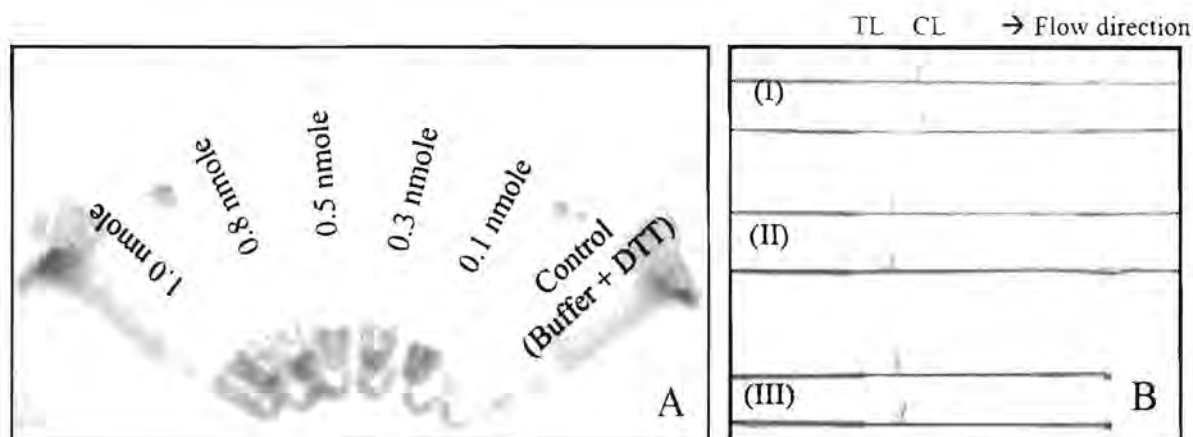 TL CL → Flow direction
1.0 nmole
0.8 nmole
0.5 nmole
0.3 nmole
0.1 nmole
Control
(Buffer + DTT)
A
(I)
(II)
(III)
B